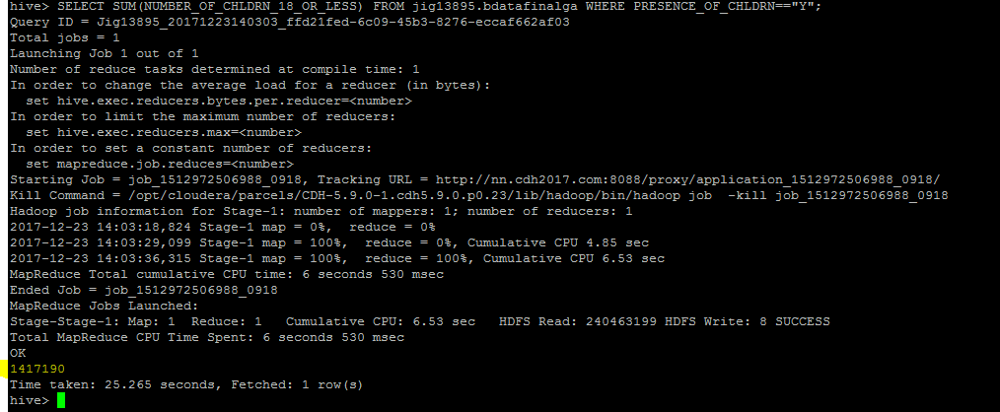 hive> SELECT SUM(NUMBER_OF_CHLDRN_18_OR_LESS) FROM jig13895.bdatafinalga WHERE PRESENCE_OF_CHLDRN=="Y";
Query ID = Jig13895_20171223140303_ffd21fed-6c09-45b3-8276-eccaf662af03
Total jobs = 1
Launching Job 1 out of 1
Number of reduce tasks determined at compile time: 1
In order to change the average load for a reducer (in bytes):
  set hive.exec.reducers.bytes.per.reducer=<number>
In order to limit the maximum number of reducers:
  set hive.exec.reducers.max=<number>
In order to set a constant number of reducers:
  set mapreduce.job.reduces=<number>
Starting Job = job_1512972506988_0918, Tracking URL = http://nn.cdh2017.com:8088/proxy/application_1512972506988_0918/
Kill Command = /opt/cloudera/parcels/CDH-5.9.0-1.cdh5.9.0.p0.23/lib/hadoop/bin/hadoop job  -kill job_1512972506988_0918
Hadoop job information for Stage-1: number of mappers: 1; number of reducers: 1
2017-12-23 14:03:18,824 Stage-1 map = 0%,  reduce = 0%
2017-12-23 14:03:29,099 Stage-1 map = 100%,  reduce = 0%, Cumulative CPU 4.85 sec
2017-12-23 14:03:36,315 Stage-1 map = 100%,  reduce = 100%, Cumulative CPU 6.53 sec
MapReduce Total cumulative CPU time: 6 seconds 530 msec
Ended Job = job_1512972506988_0918
MapReduce Jobs Launched:
Stage-Stage-1: Map: 1  Reduce: 1   Cumulative CPU: 6.53 sec   HDFS Read: 240463199 HDFS Write: 8 SUCCESS
Total MapReduce CPU Time Spent: 6 seconds 530 msec
OK
1417190
Time taken: 25.265 seconds, Fetched: 1 row(s)
hive>